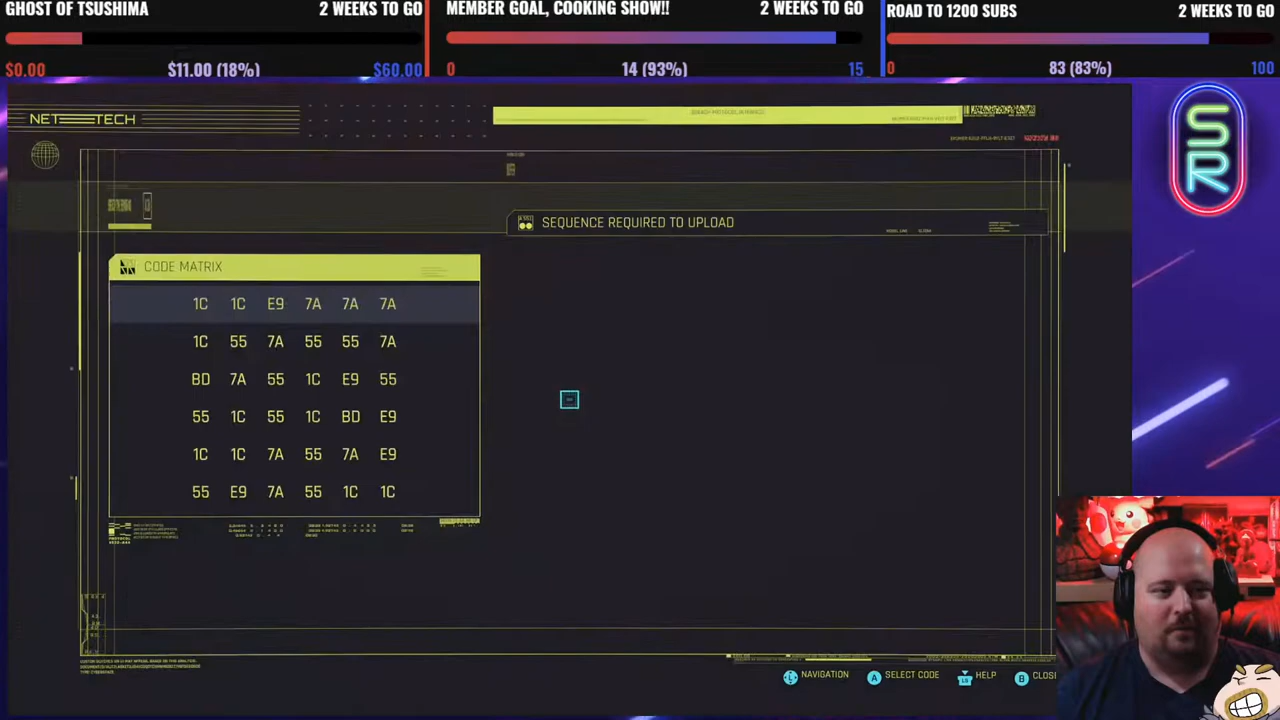 GHOST OF TSUSHIMA 2 WEEKS TO GO
$0.00 $11.00 (18%) $60.00
MEMBER GOAL, COOKING SHOW!! 2 WEEKS TO GO
0 14 (93%) 15
ROAD TO 1200 SUBS 2 WEEKS TO GO
0 83 (83%) 100
NET TECH
SR
SEQUENCE REQUIRED TO UPLOAD
CODE MATRIX
1C 1C E9 7A 7A 7A
1C 55 7A 55 55 7A
BD 7A 55 1C E9 55
55 1C 55 1C BD E9
1C 1C 7A 55 7A E9
55 E9 7A 55 1C 1C
L NAVIGATION A SELECT CODE HELP B CLOS